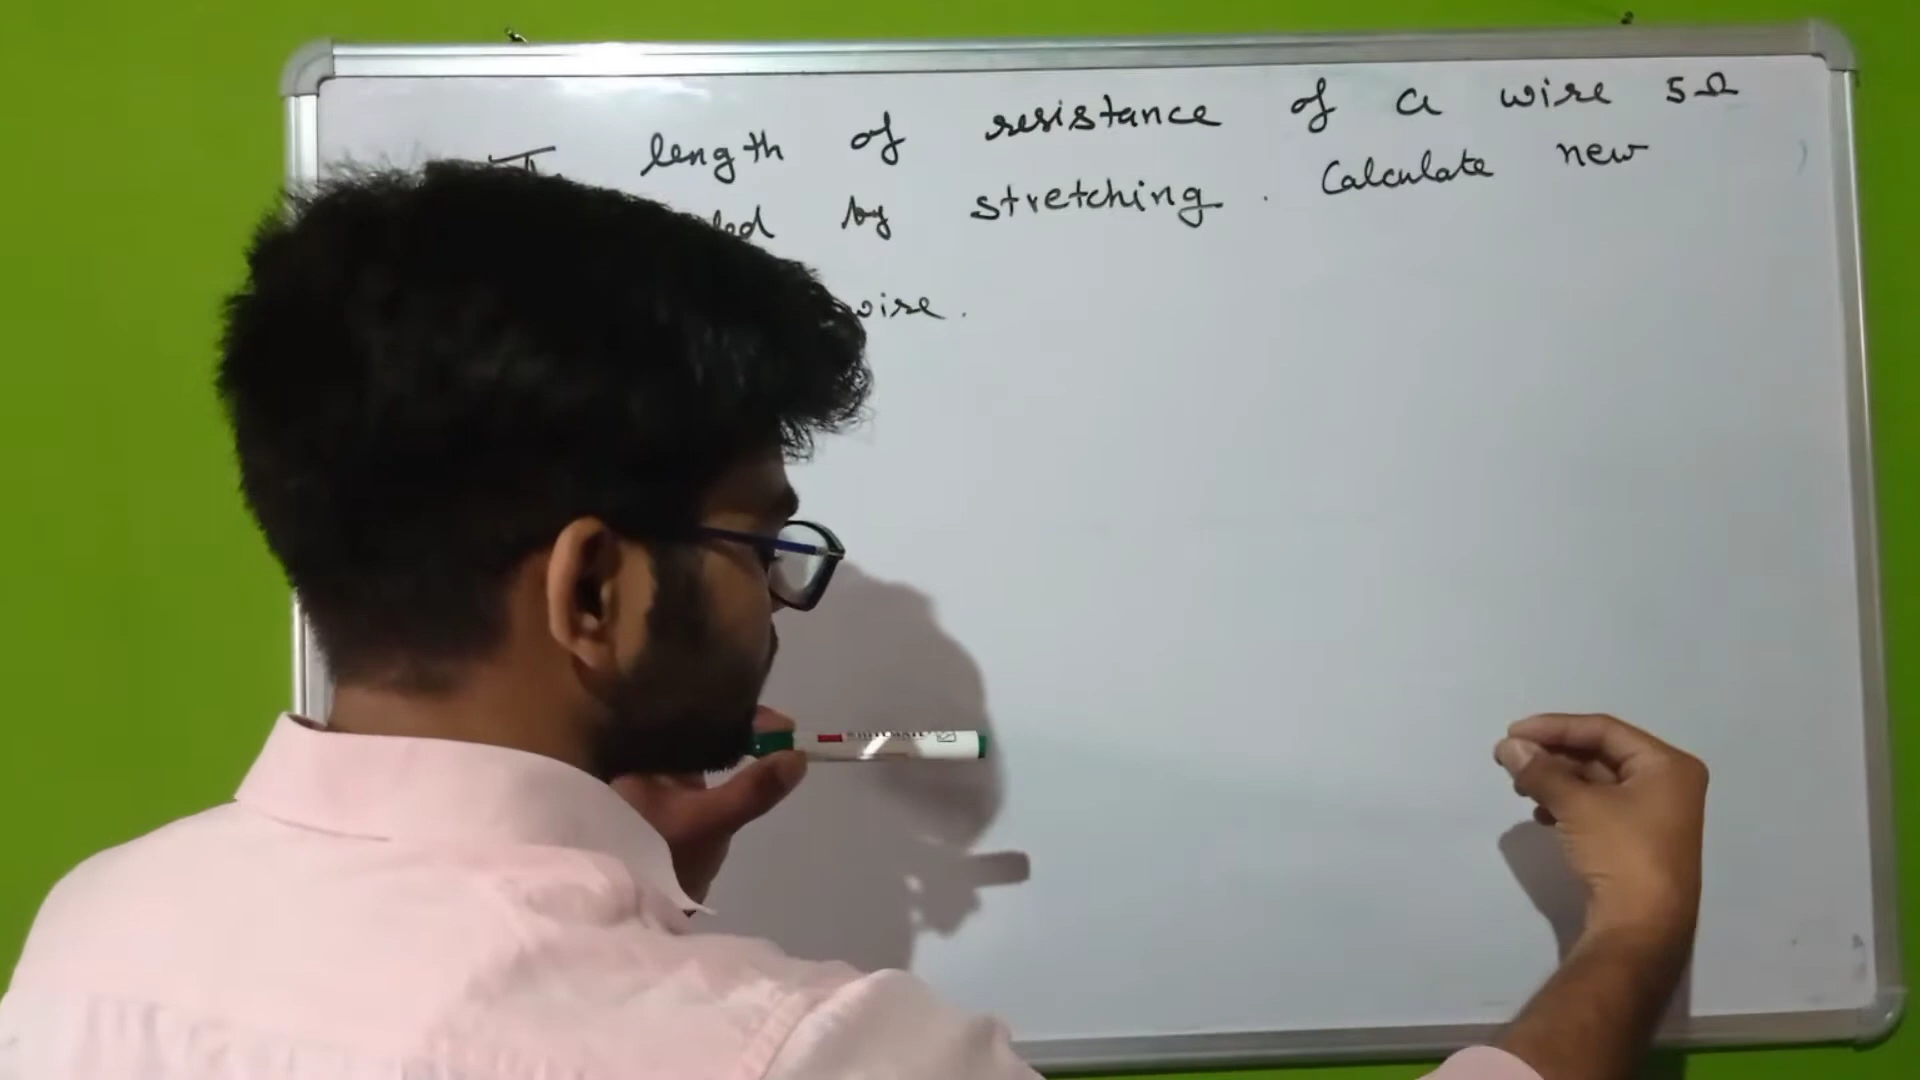 length of resistance of a wire 5Ω
by stretching. Calculate new
wire.